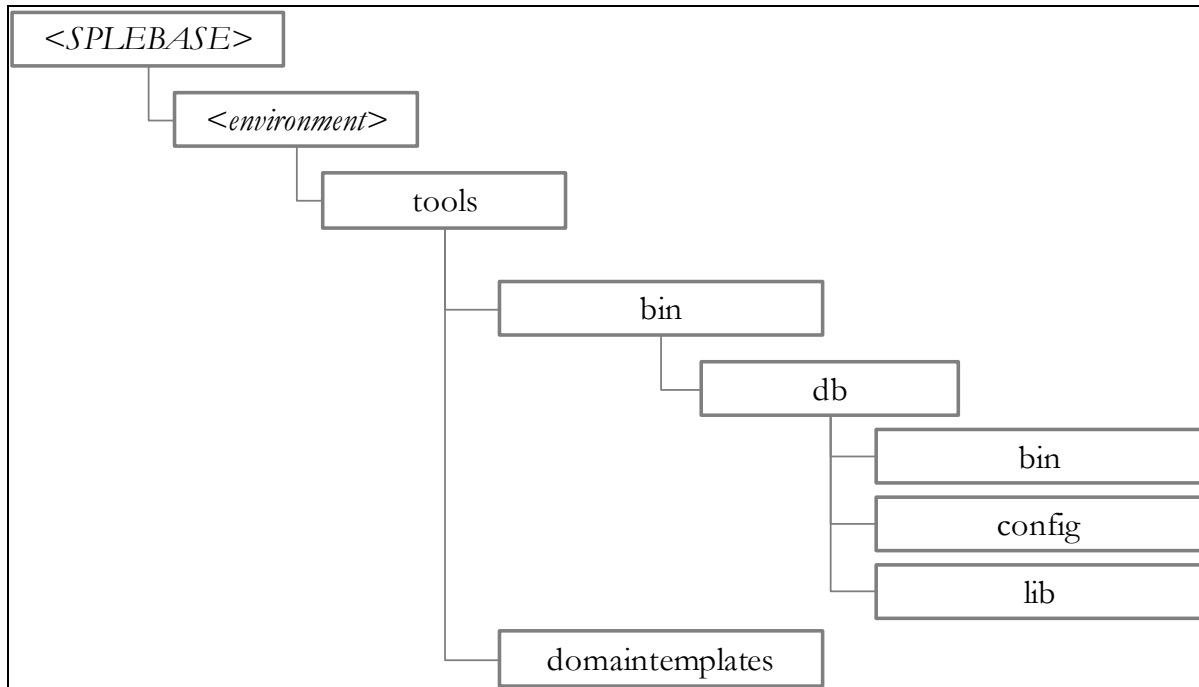 <SPLEBASE>
<environment>
tools
bin
db
bin
config
lib
domaintemplates